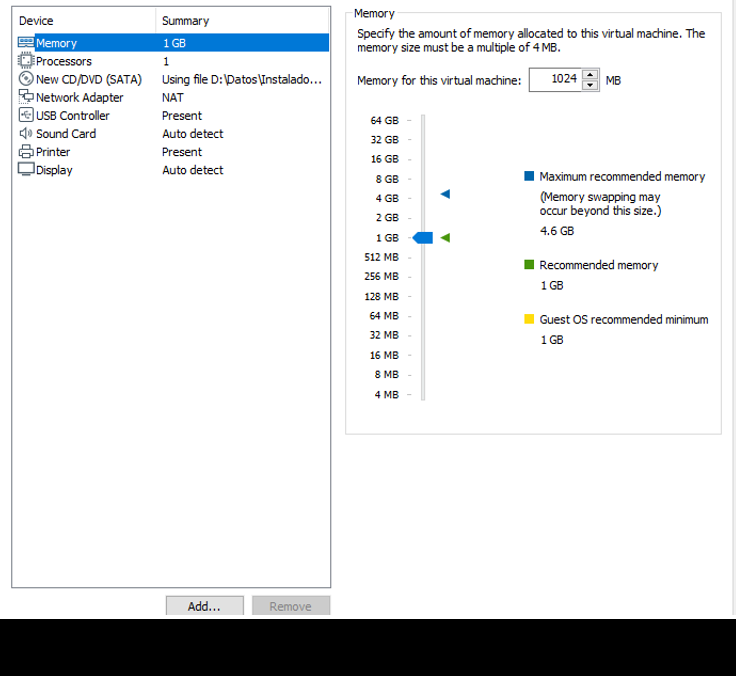 Device Summary
Memory 1 GB
Processors 1
New CD/DVD (SATA) Using file D:\Datos\Instalado...
Network Adapter NAT
USB Controller Present
Sound Card Auto detect
Printer Present
Display Auto detect
Add... Remove
Memory
Specify the amount of memory allocated to this virtual machine. The
memory size must be a multiple of 4 MB.
Memory for this virtual machine: 1024 MB
64 GB
32 GB
16 GB
8 GB
4 GB
2 GB
1 GB
512 MB
256 MB
128 MB
64 MB
32 MB
16 MB
8 MB
4 MB
Maximum recommended memory
(Memory swapping may
occur beyond this size.)
4.6 GB
Recommended memory
1 GB
Guest OS recommended minimum
1 GB